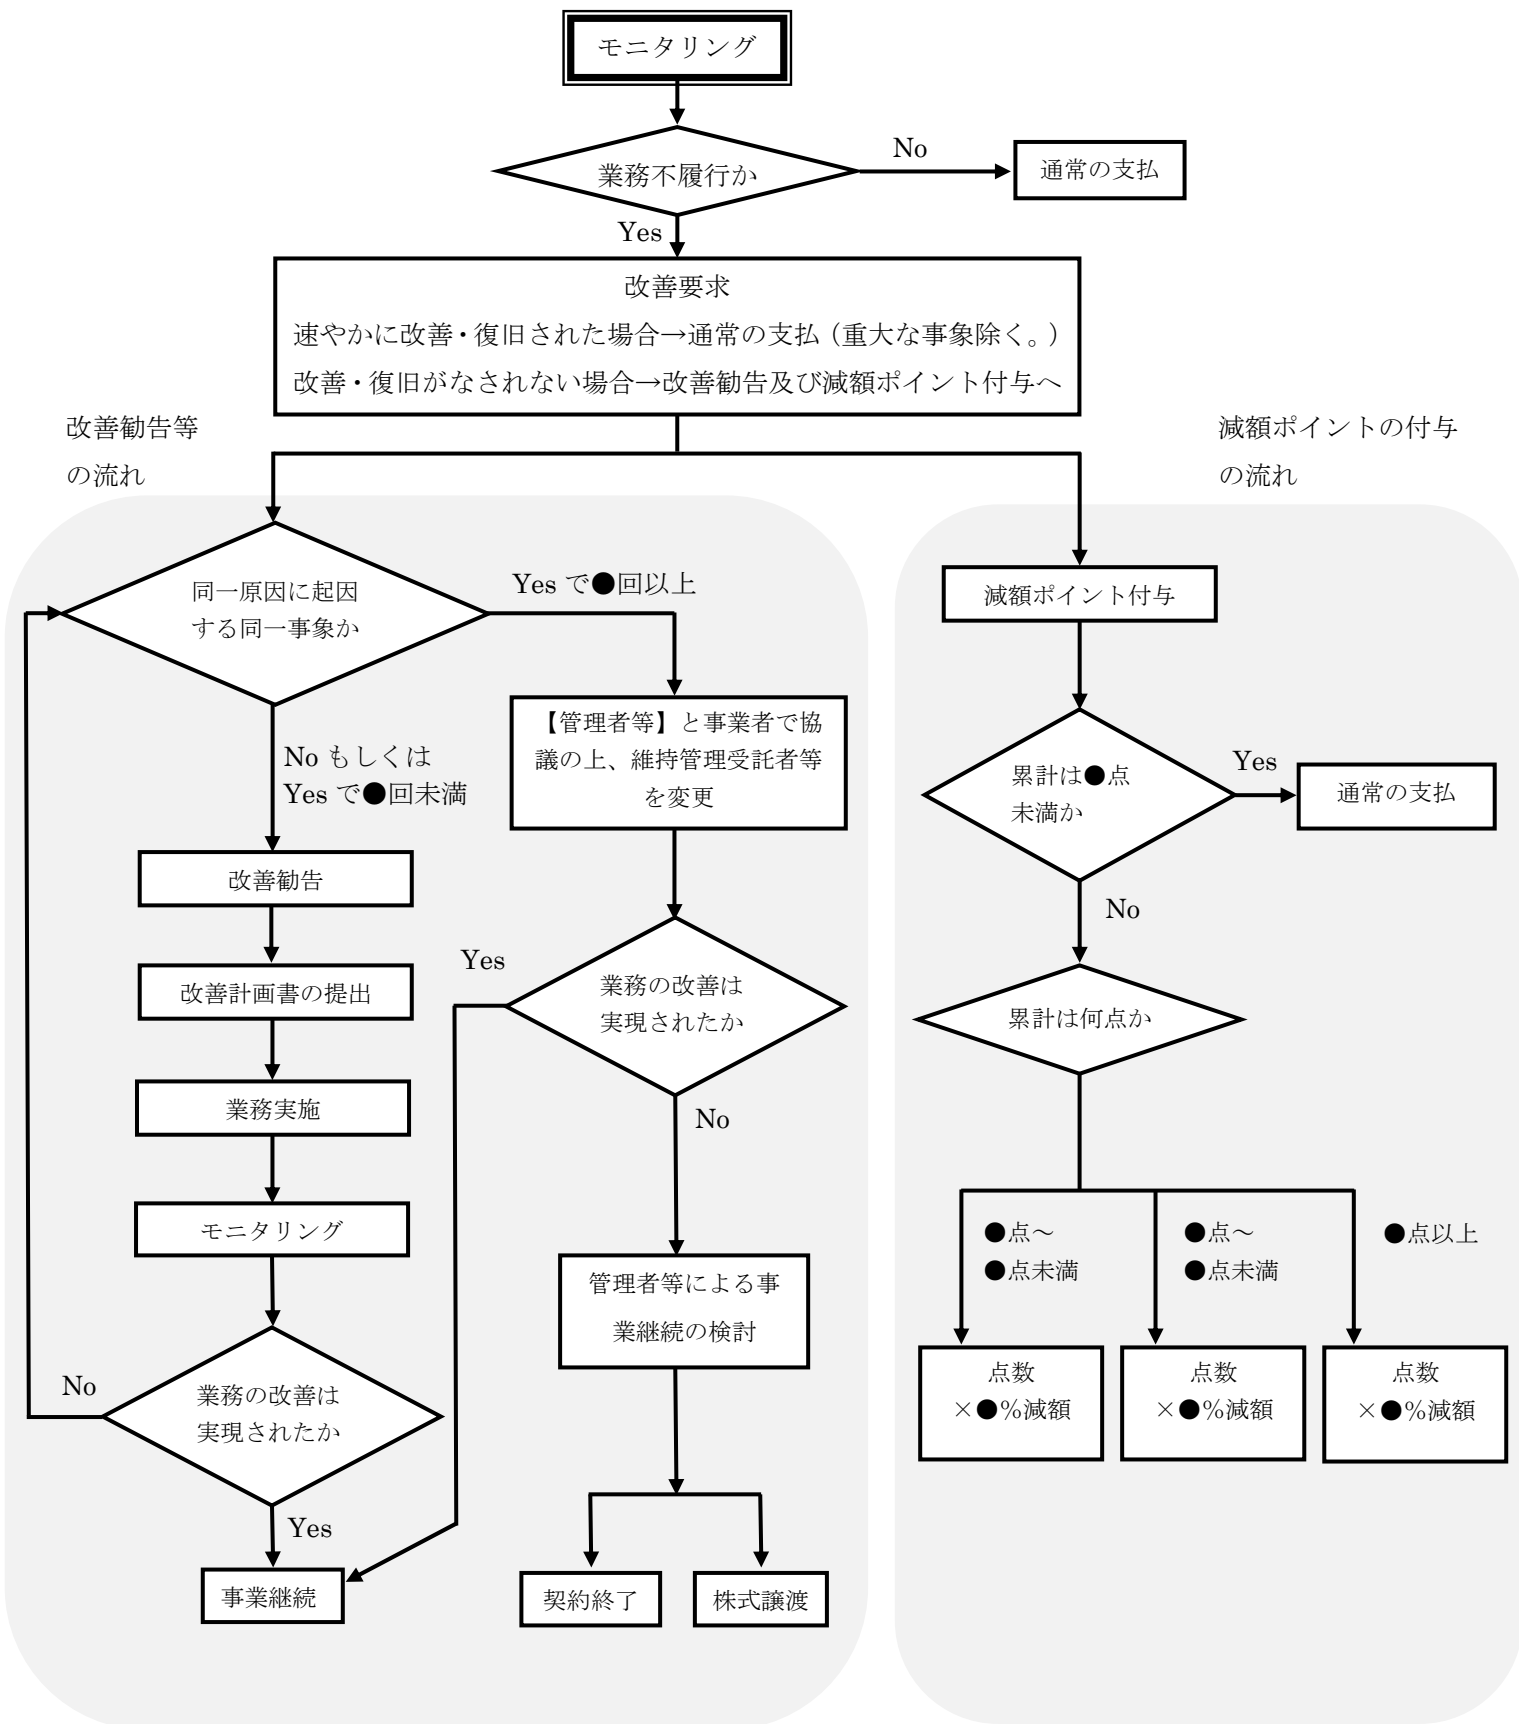 モニタリング
業務不履行か
No
通常の支払
Yes
改善要求
速やかに改善・復旧された場合→通常の支払（重大な事象除く。）
改善・復旧がなされない場合→改善勧告及び減額ポイント付与へ
改善勧告等
の流れ
同一原因に起因
する同一事象か
Yes で●回以上
No もしくは
Yes で●回未満
【管理者等】と事業者で協
議の上、維持管理受託者等
を変更
改善勧告
改善計画書の提出
業務実施
モニタリング
業務の改善は
実現されたか
No
Yes
事業継続
Yes
業務の改善は
実現されたか
No
管理者等による事
業継続の検討
契約終了
株式譲渡
減額ポイントの付与
の流れ
減額ポイント付与
累計は●点
未満か
Yes
通常の支払
No
累計は何点か
●点～
●点未満
●点～
●点未満
●点以上
点数
×●％減額
点数
×●％減額
点数
×●％減額